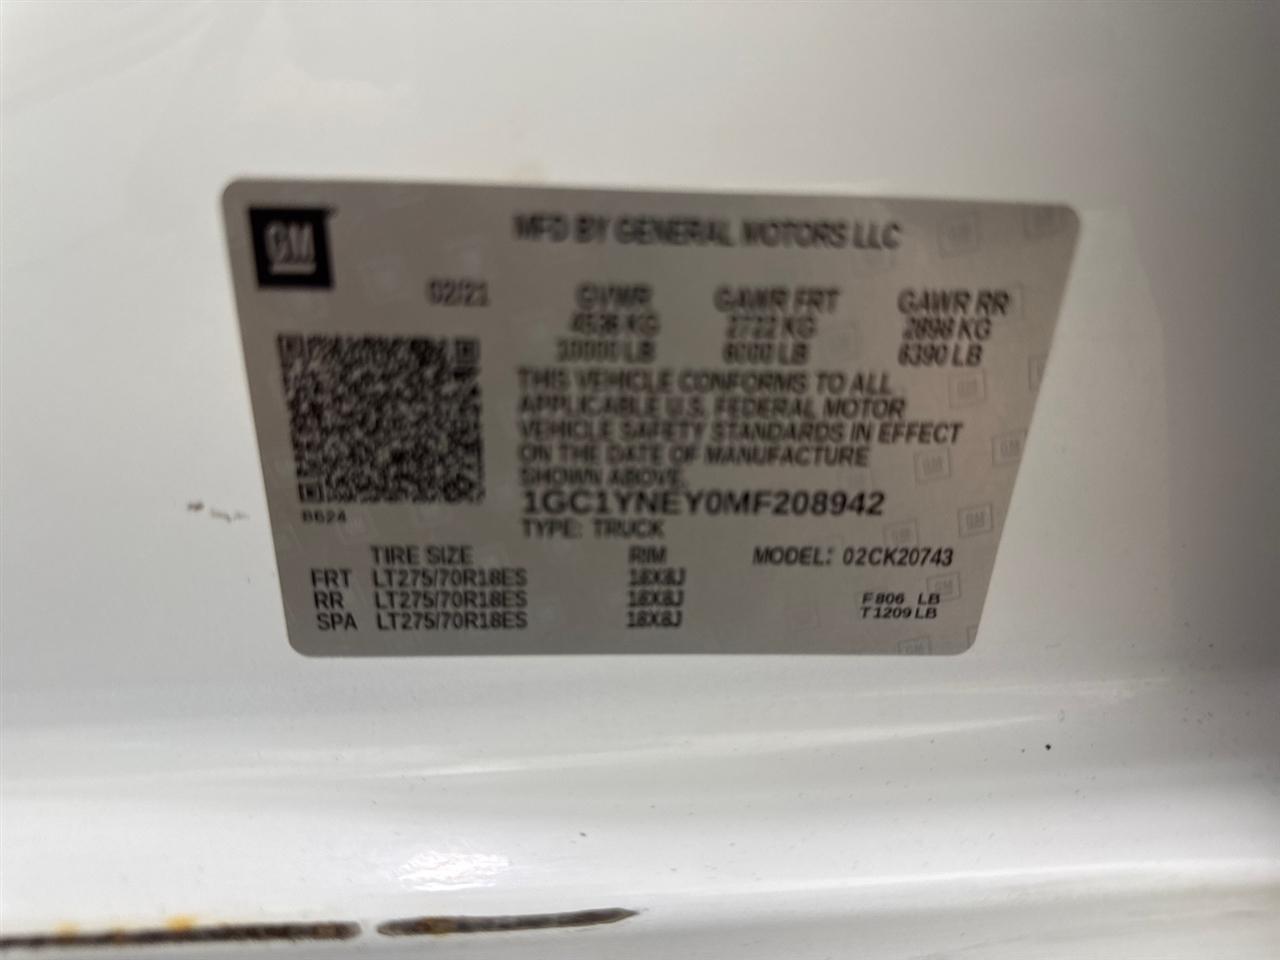 GM
MFD BY GENERAL MOTORS LLC
02/21 GVWR GAWR FRT GAWR RR
4536 KG 2722 KG 2898 KG
10000 LB 6000 LB 6390 LB
THIS VEHICLE CONFORMS TO ALL
APPLICABLE U.S. FEDERAL MOTOR
VEHICLE SAFETY STANDARDS IN EFFECT
ON THE DATE OF MANUFACTURE
SHOWN ABOVE.
1GC1YNEY0MF208942
B624
TYPE: TRUCK
TIRE SIZE RIM MODEL: 02CK20743
FRT LT275/70R18ES 18X8J
RR LT275/70R18ES 18X8J F 806 LB
SPA LT275/70R18ES 18X8J T 1209 LB